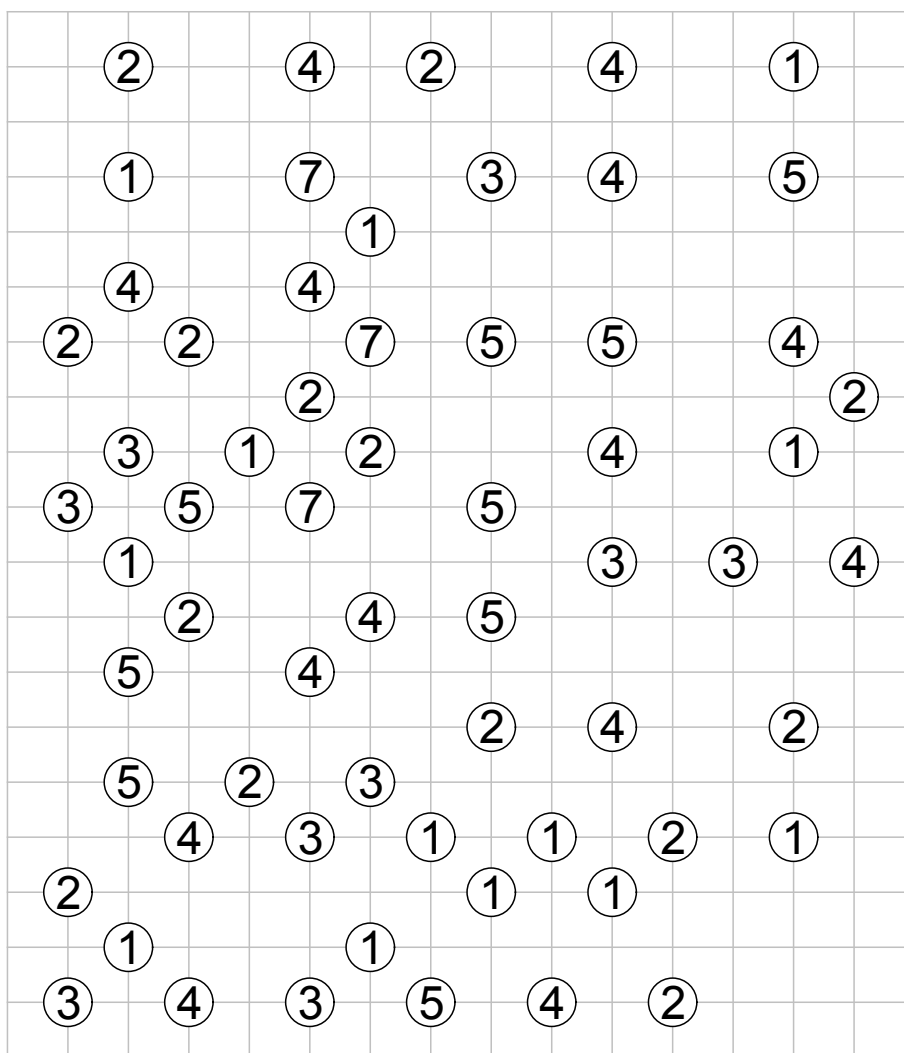 2 4 2 4 1
1 7 3 4 5
1
4 4
2 2 7 5 5 4
2 2
3 1 2 4 1
3 5 7 5
1 3 3 4
2 4 5
5 4
2 4 2
5 2 3
4 3 1 1 2 1
2 1 1
1 1
3 4 3 5 4 2